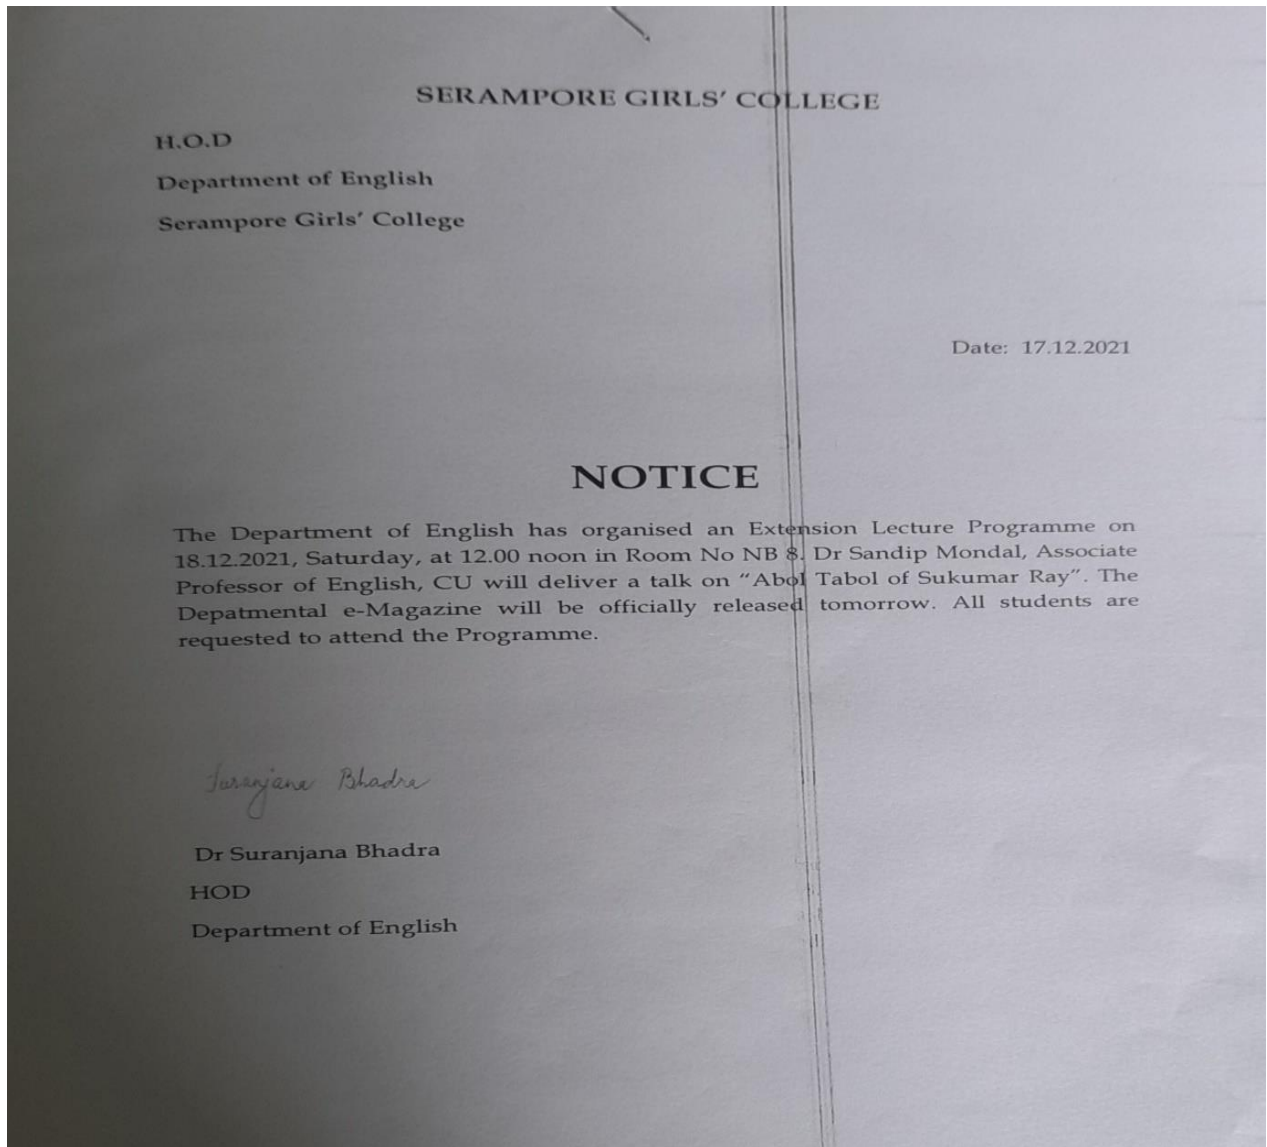 SERAMPORE GIRLS' COLLEGE
H.O.D
Department of English
Serampore Girls' College
Date: 17.12.2021
NOTICE
The Department of English has organised an Extension Lecture Programme on
18.12.2021, Saturday, at 12.00 noon in Room No NB 8. Dr Sandip Mondal, Associate
Professor of English, CU will deliver a talk on "Abol Tabol of Sukumar Ray". The
Depatmental e-Magazine will be officially released tomorrow. All students are
requested to attend the Programme.
Suranjana Bhadra
Dr Suranjana Bhadra
HOD
Department of English